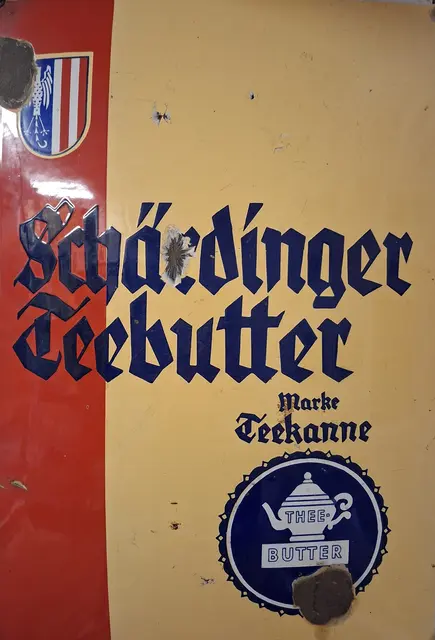 Schärdinger
Teebutter
Marke
Teekanne
THEE-
BUTTER